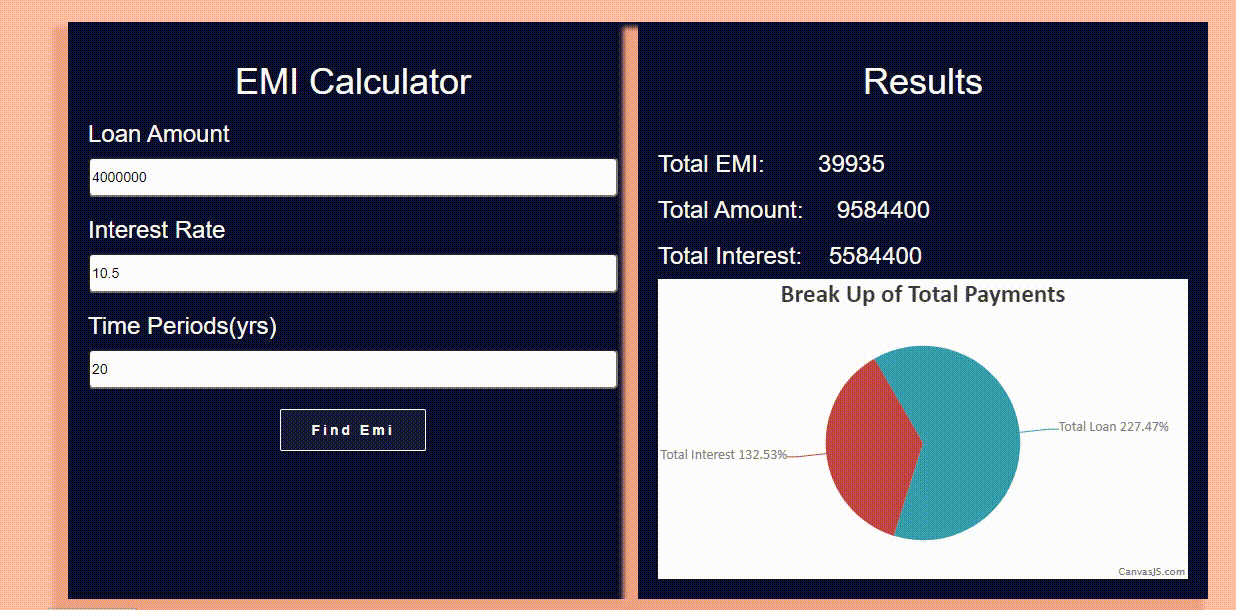 EMI Calculator
Loan Amount
4000000
Interest Rate
10.5
Time Periods(yrs)
20
Find Emi
Results
Total EMI: 39935
Total Amount: 9584400
Total Interest: 5584400
Break Up of Total Payments
Total Loan 227.47%
Total Interest 132.53%
CanvasJS.com